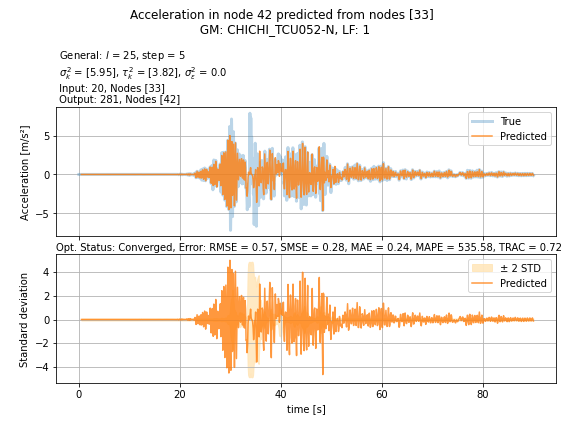 Acceleration in node 42 predicted from nodes [33]
GM: CHICHI_TCU052-N, LF: 1
General: l = 25, step = 5
σ²ₖ = [5.95], τ²ₖ = [3.82], σ²_ε = 0.0
Input: 20, Nodes [33]
Output: 281, Nodes [42]
True
Predicted
Acceleration [m/s²]
5
0
−5
Opt. Status: Converged, Error: RMSE = 0.57, SMSE = 0.28, MAE = 0.24, MAPE = 535.58, TRAC = 0.72
± 2 STD
Predicted
Standard deviation
4
2
0
−2
−4
0 20 40 60 80
time [s]